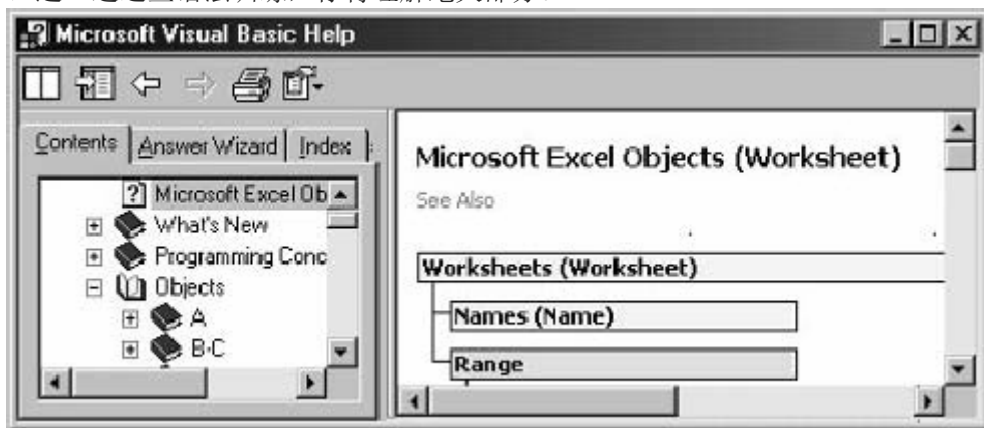 Microsoft Visual Basic Help
Contents Answer Wizard Index
Microsoft Excel Ob
What's New
Programming Conc
Objects
A
B-C
Microsoft Excel Objects (Worksheet)
See Also
Worksheets (Worksheet)
Names (Name)
Range